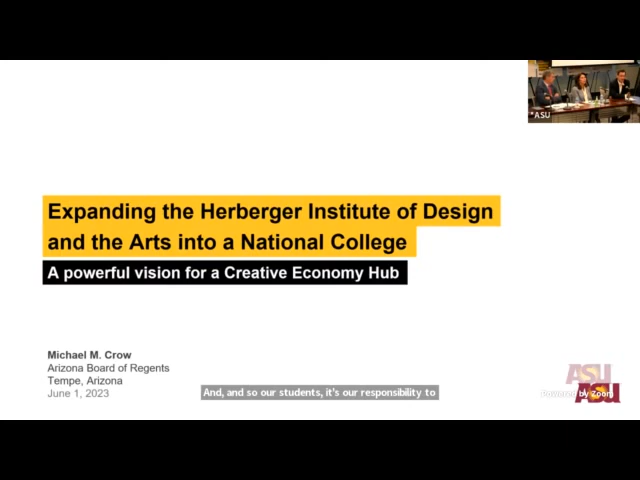 ASU
Expanding the Herberger Institute of Design
and the Arts into a National College
A powerful vision for a Creative Economy Hub
Michael M. Crow
Arizona Board of Regents
Tempe, Arizona
June 1, 2023
And, and so our students, it's our responsibility to
ASU
Powered by Zoom
ASU